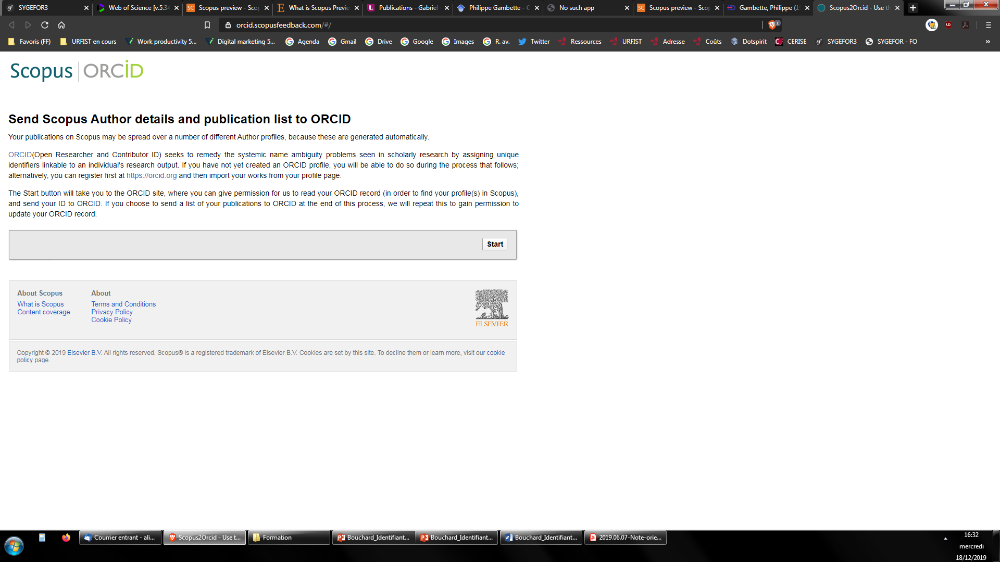 SYGEFOR3
Web of Science [v.5.34
Scopus preview - Scop
What is Scopus Previe
Publications - Gabriel
Philippe Gambette - C
No such app
Scopus preview - Scop
Gambette, Philippe (1
Scopus2Orcid - Use th
orcid.scopusfeedback.com/#/
1
Favoris (FF)
URFIST en cours
Work productivity 5...
Digital marketing 5...
Agenda
Gmail
Drive
Google
Images
R. av.
Twitter
Ressources
URFIST
Adresse
Coûts
Dotspirit
CERISE
SYGEFOR3
SYGEFOR - FO
»
Scopus | ORCID
Send Scopus Author details and publication list to ORCID
Your publications on Scopus may be spread over a number of different Author profiles, because these are generated automatically.
ORCID(Open Researcher and Contributor ID) seeks to remedy the systemic name ambiguity problems seen in scholarly research by assigning unique
identifiers linkable to an individual's research output. If you have not yet created an ORCID profile, you will be able to do so during the process that follows;
alternatively, you can register first at https://orcid.org and then import your works from your profile page.
The Start button will take you to the ORCID site, where you can give permission for us to read your ORCID record (in order to find your profile(s) in Scopus),
and send your ID to ORCID. If you choose to send a list of your publications to ORCID at the end of this process, we will repeat this to gain permission to
update your ORCID record.
Start
About Scopus
What is Scopus
Content coverage
About
Terms and Conditions
Privacy Policy
Cookie Policy
ELSEVIER
Copyright © 2019 Elsevier B.V. All rights reserved. Scopus® is a registered trademark of Elsevier B.V. Cookies are set by this site. To decline them or learn more, visit our cookie
policy page.
Courrier entrant - ali...
Scopus2Orcid - Use t...
Formation
Bouchard_Identifiant...
Bouchard_Identifiant...
Bouchard_Identifiant...
2019.06.07-Note-orie...
16:32
mercredi
18/12/2019